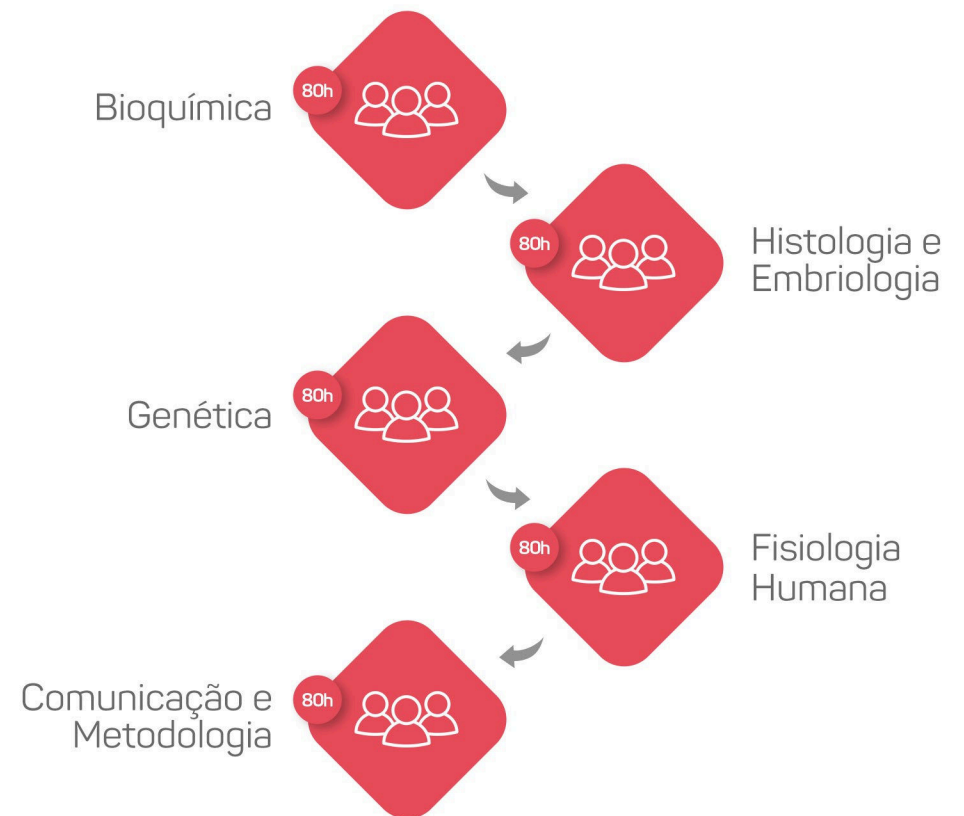 Bioquímica
80h
80h
Histologia e
Embriologia
Genética
80h
80h
Fisiologia
Humana
Comunicação e
Metodologia
80h